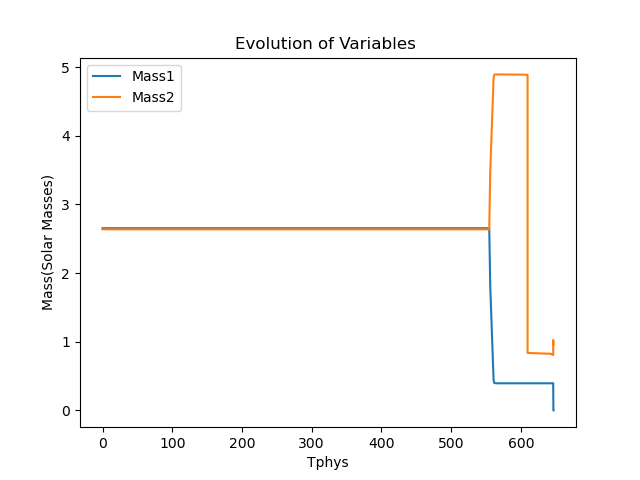 Evolution of Variables
Mass1
Mass2
Mass(Solar Masses)
5
4
3
2
1
0
0 100 200 300 400 500 600
Tphys